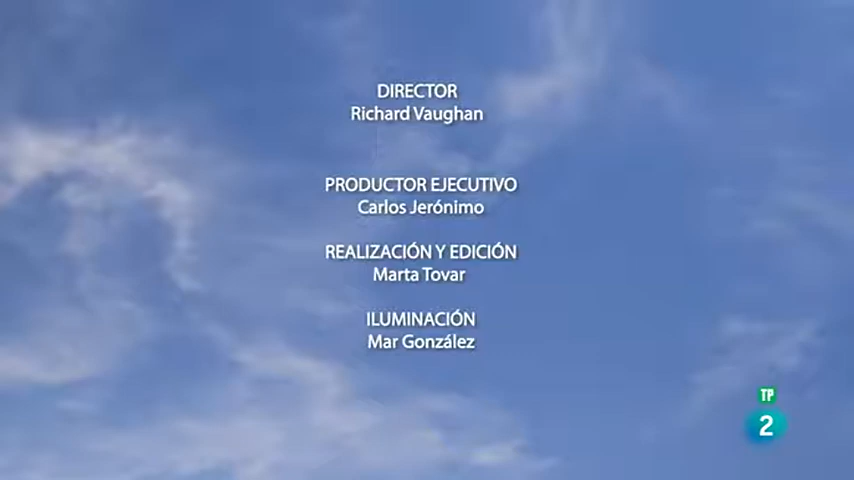 DIRECTOR
Richard Vaughan
PRODUCTOR EJECUTIVO
Carlos Jerónimo
REALIZACIÓN Y EDICIÓN
Marta Tovar
ILUMINACIÓN
Mar González
TP
2